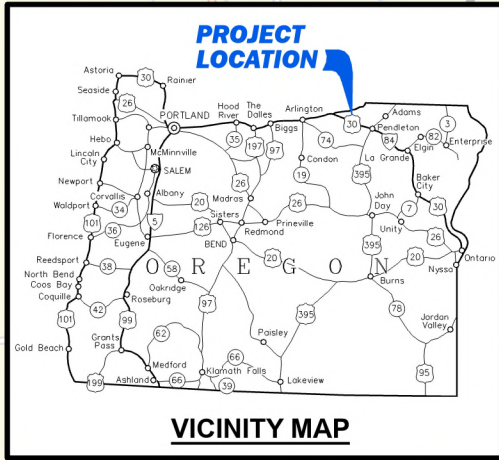 PROJECT
LOCATION
Astoria
30
Rainier
Seaside
26
Tillamook
PORTLAND
Hood
River
The
Dalles
Arlington
30
Adams
3
Hebo
35
197
97
Biggs
74
Pendleton
84
82
Elgin
Enterprise
McMinnville
Lincoln
City
SALEM
Condon
La Grande
19
395
Newport
Albany
26
Baker
City
Corvallis
Madras
John
Day
Waldport
34
20
26
7
30
101
5
Sisters
Prineville
Unity
36
126
Redmond
26
Florence
Eugene
BEND
395
20
Ontario
Reedsport
38
OREGON
58
20
Nyssa
North Bend
Coos Bay
Oakridge
Burns
Coquille
42
Roseburg
97
78
101
99
395
Jordan
Valley
62
Paisley
Gold Beach
Grants
Pass
66
Medford
Klamath Falls
95
199
Ashland
66
39
Lakeview
VICINITY MAP